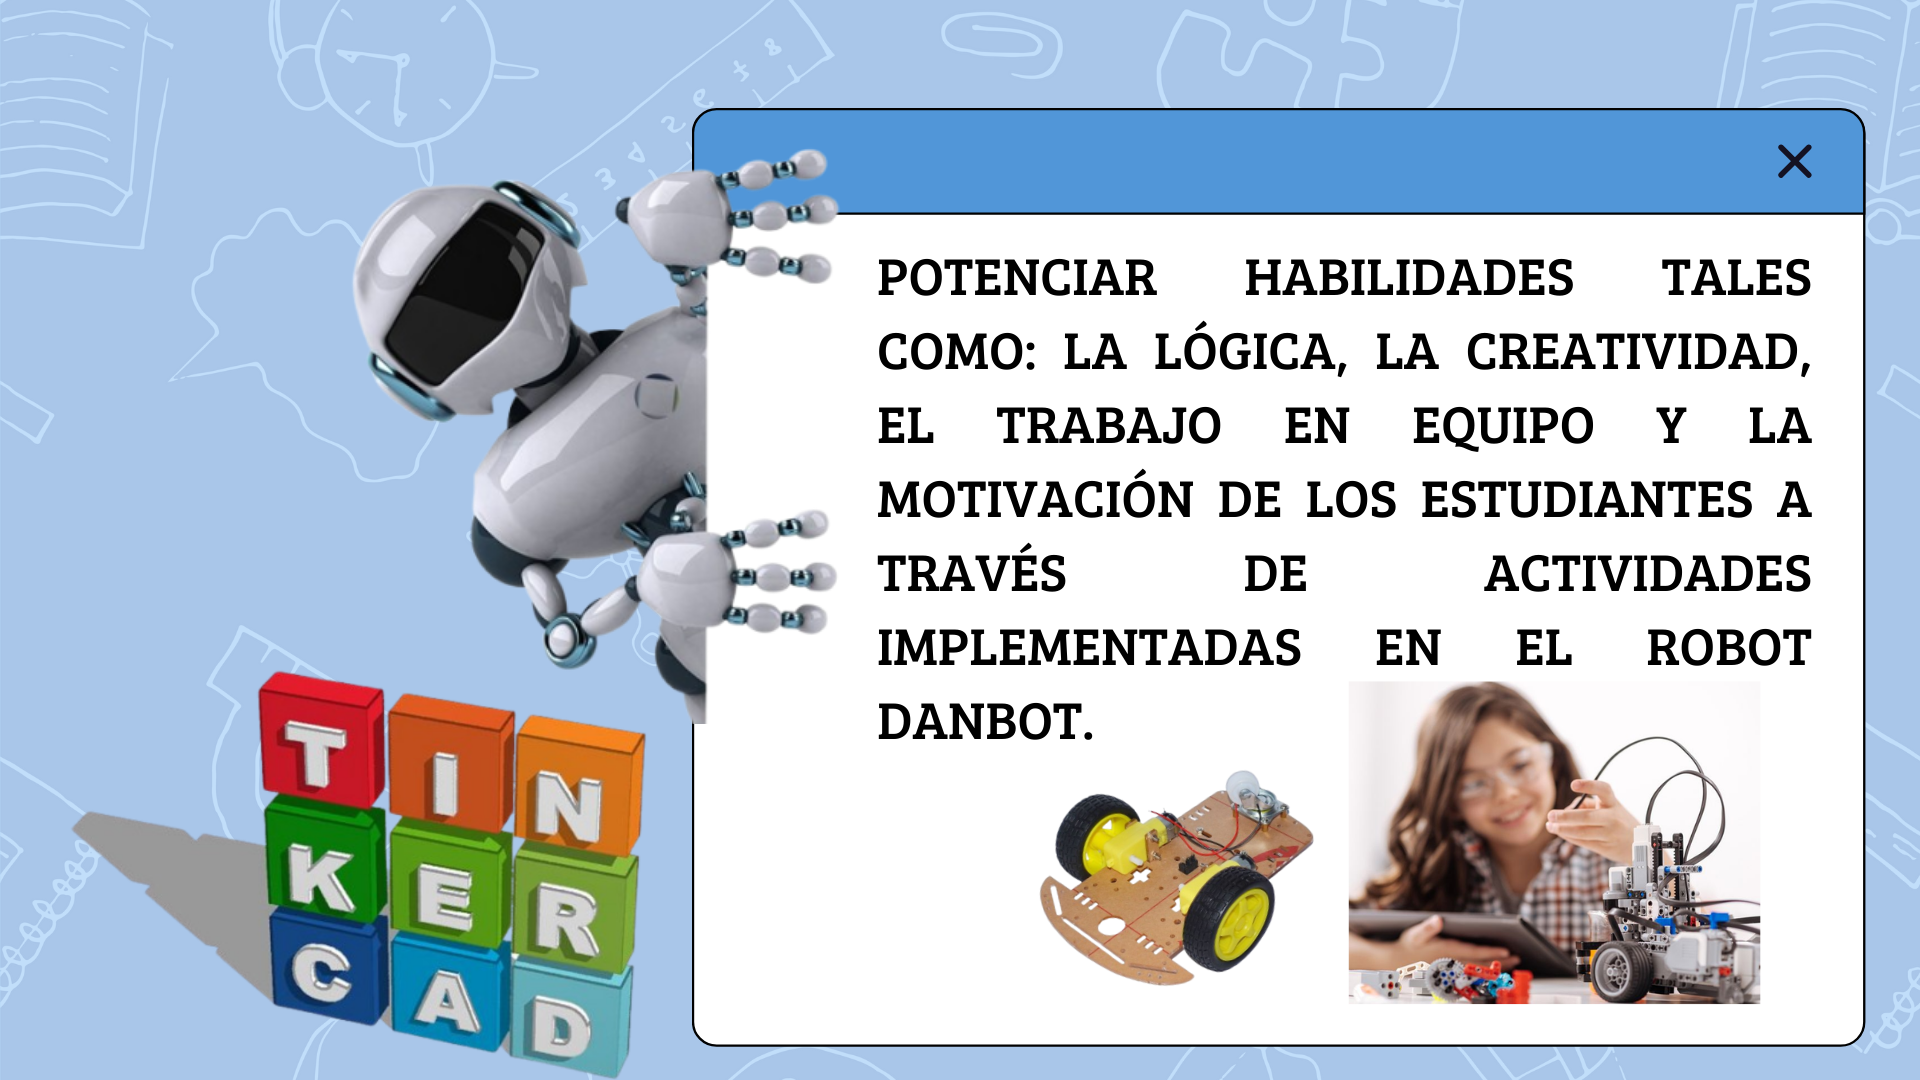 POTENCIAR HABILIDADES TALES
COMO: LA LÓGICA, LA CREATIVIDAD,
EL TRABAJO EN EQUIPO Y LA
MOTIVACIÓN DE LOS ESTUDIANTES A
TRAVÉS DE ACTIVIDADES
IMPLEMENTADAS EN EL ROBOT
DANBOT.
TIN
KER
CAD